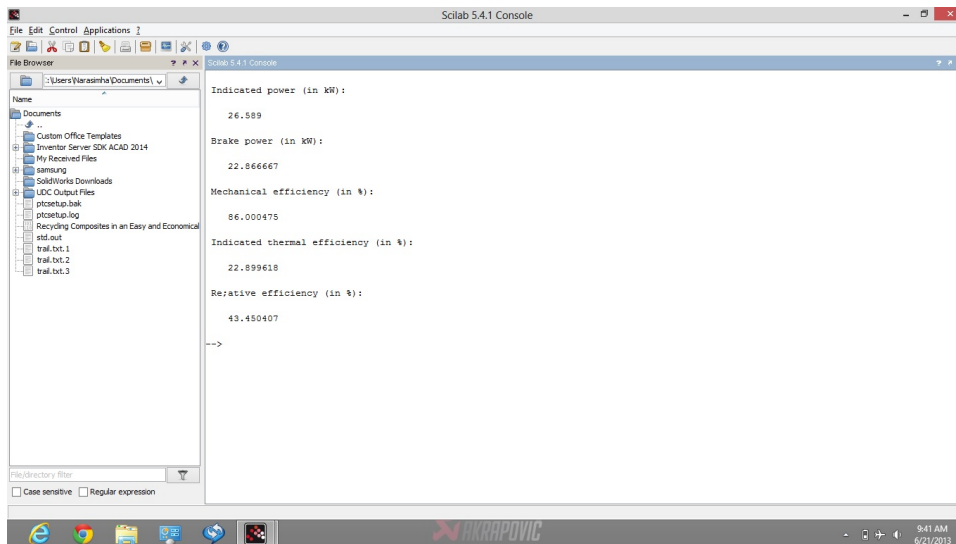 Scilab 5.4.1 Console
File Edit Control Applications ?
File Browser
Scilab 5.4.1 Console
:\Users\Narasimha\Documents\
Name
Documents
..
Custom Office Templates
Inventor Server SDK ACAD 2014
My Received Files
samsung
SolidWorks Downloads
UDC Output Files
ptcsetup.bak
ptcsetup.log
Recycling Composites in an Easy and Economical
std.out
trail.txt.1
trail.txt.2
trail.txt.3
Indicated power (in kW):
26.589
Brake power (in kW):
22.866667
Mechanical efficiency (in %):
86.000475
Indicated thermal efficiency (in %):
22.899618
Re;ative efficiency (in %):
43.450407
-->
File/directory filter
Case sensitive Regular expression
AKRAPOVIC
9:41 AM
6/21/2013